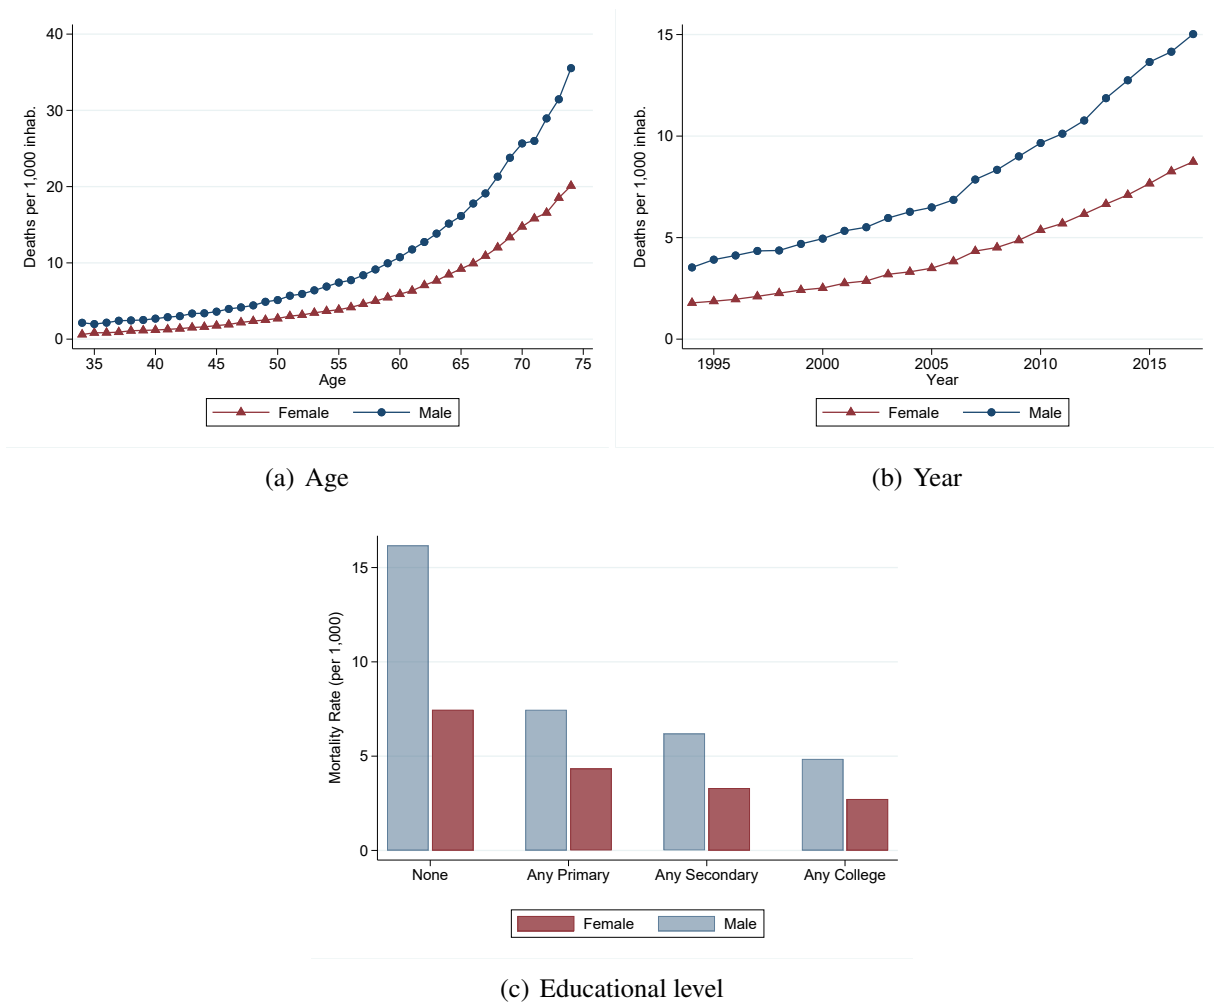 Deaths per 1,000 inhab.
40
30
20
10
0
35 40 45 50 55 60 65 70 75
Age
Female Male
(a) Age
Deaths per 1,000 inhab.
15
10
5
0
1995 2000 2005 2010 2015
Year
Female Male
(b) Year
Mortality Rate (per 1,000)
15
10
5
0
None Any Primary Any Secondary Any College
Female Male
(c) Educational level